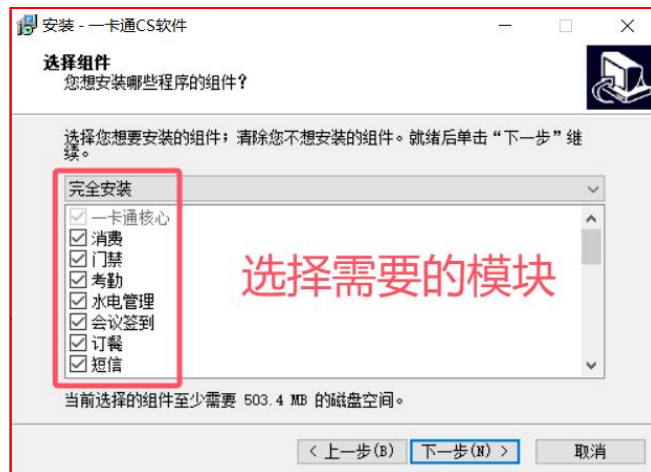 安装 - 一卡通CS软件
选择组件
您想安装哪些程序的组件?
选择您想要安装的组件；清除您不想安装的组件。就绪后单击“下一步”继
续。
完全安装
一卡通核心
消费
门禁
考勤
水电管理
会议签到
订餐
短信
选择需要的模块
当前选择的组件至少需要 503.4 MB 的磁盘空间。
< 上一步(B)
下一步(N) >
取消